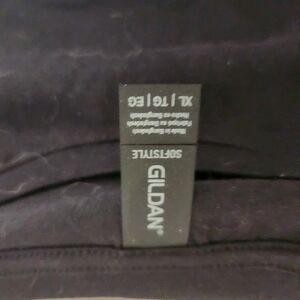 GILDAN®
SOFTSTYLE
Made in Bangladesh
Fabriqué au Bangladesh
Hecho en Bangladesh
XL | TG | EG